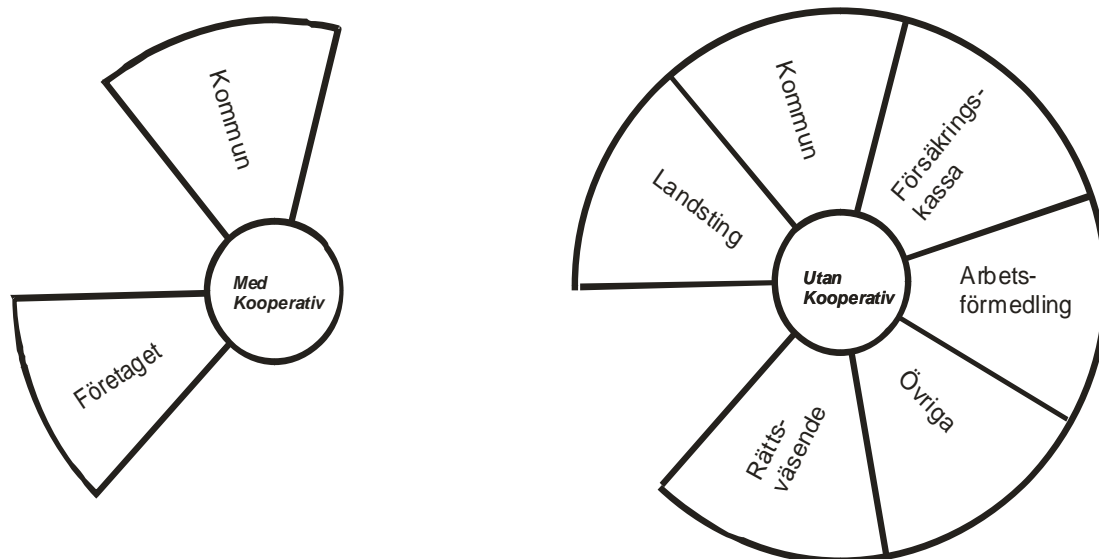 Kommun
Med
Kooperativ
Företaget
Kommun
Försäkrings-
kassa
Landsting
Utan
Kooperativ
Arbets-
förmedling
Övriga
Rätts-
väsende